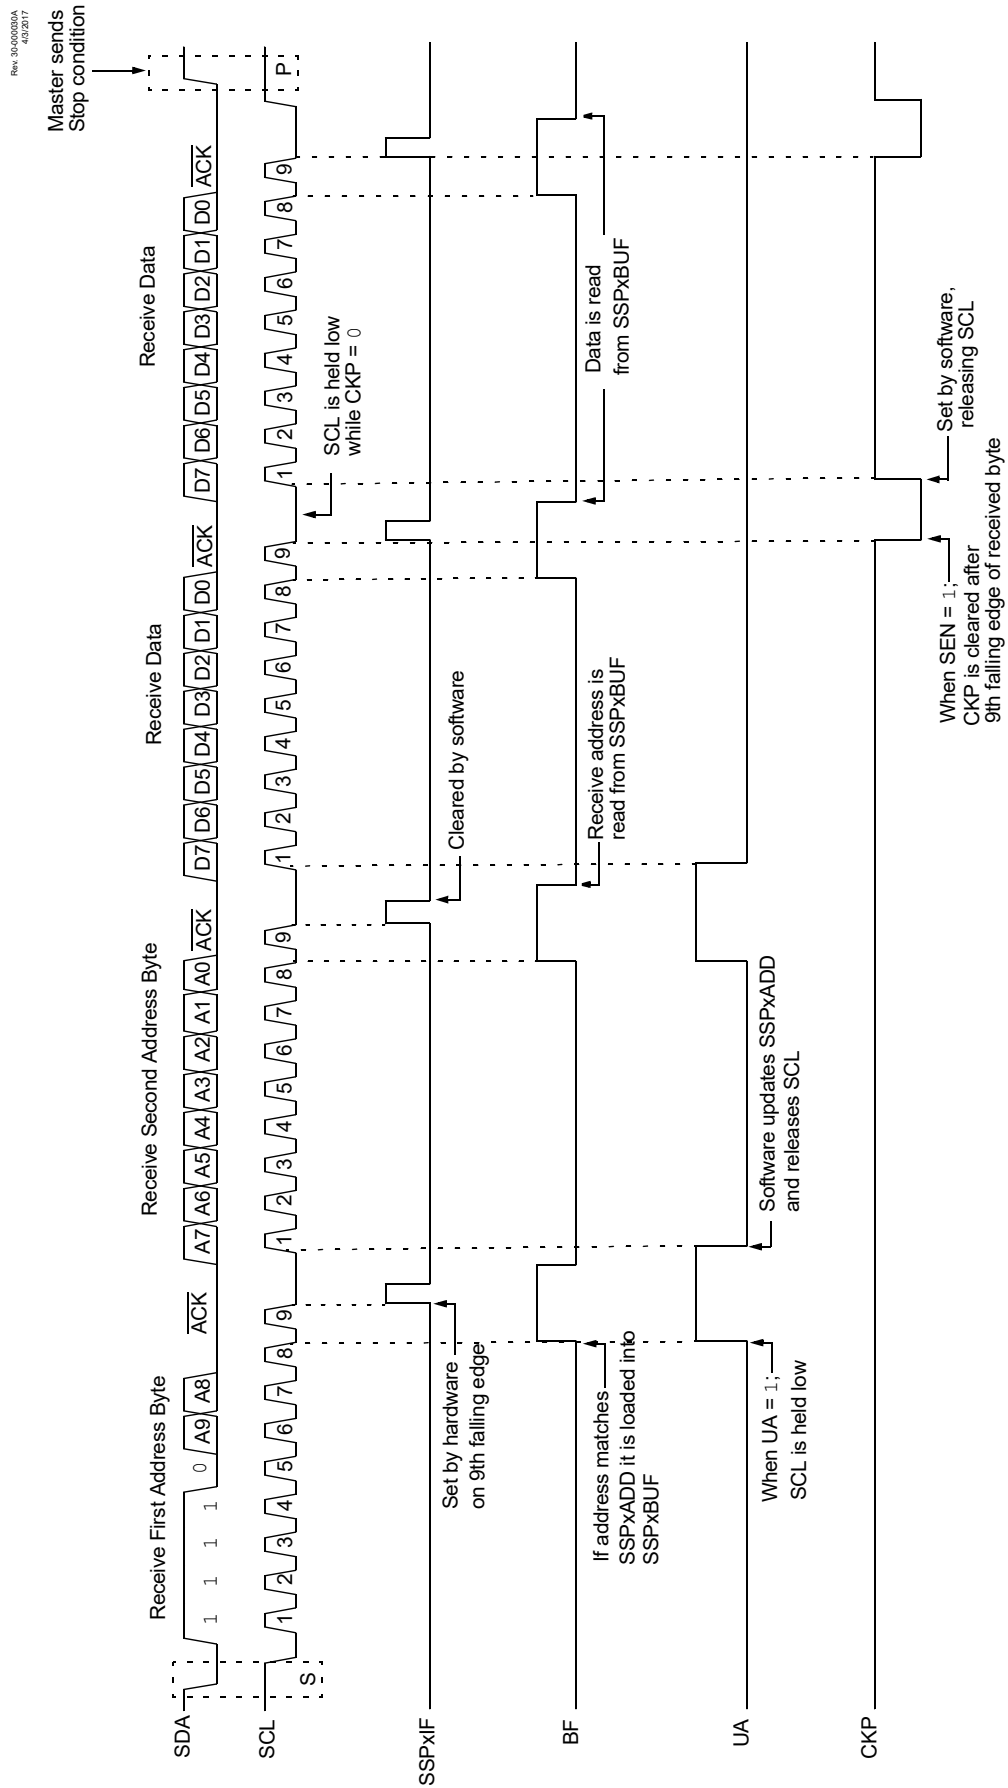 Rev. 30-000030A
4/3/2017
Master sends
Stop condition
Receive First Address Byte
Receive Second Address Byte
Receive Data
Receive Data
SDA
1 1 1 1 0 A9 A8 ACK
A7 A6 A5 A4 A3 A2 A1 A0 ACK
D7 D6 D5 D4 D3 D2 D1 D0 ACK
D7 D6 D5 D4 D3 D2 D1 D0 ACK
SCL
S
1 2 3 4 5 6 7 8 9
1 2 3 4 5 6 7 8 9
1 2 3 4 5 6 7 8 9
1 2 3 4 5 6 7 8 9
P
SCL is held low
while CKP = 0
SSPxIF
Set by hardware
on 9th falling edge
Cleared by software
BF
If address matches
SSPxADD it is loaded into
SSPxBUF
Receive address is
read from SSPxBUF
Data is read
from SSPxBUF
UA
When UA = 1;
SCL is held low
Software updates SSPxADD
and releases SCL
CKP
When SEN = 1;
CKP is cleared after
9th falling edge of received byte
Set by software,
releasing SCL